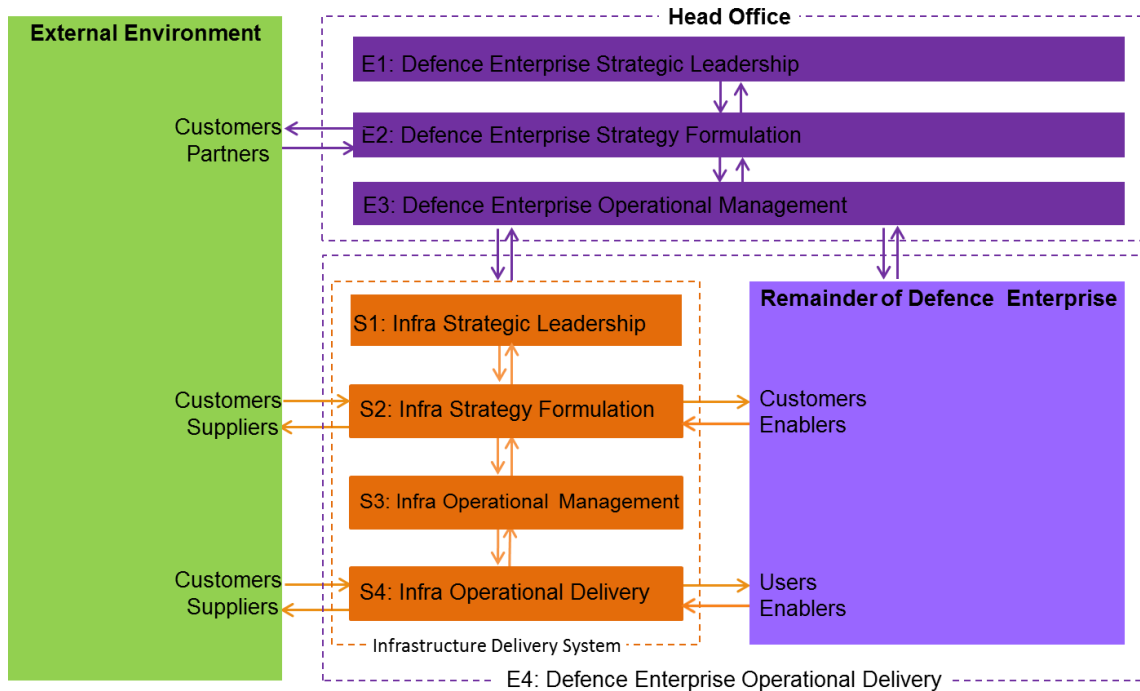 External Environment
Head Office
E1: Defence Enterprise Strategic Leadership
Customers
Partners
E2: Defence Enterprise Strategy Formulation
E3: Defence Enterprise Operational Management
Remainder of Defence Enterprise
S1: Infra Strategic Leadership
Customers
Suppliers
S2: Infra Strategy Formulation
Customers
Enablers
S3: Infra Operational Management
Customers
Suppliers
S4: Infra Operational Delivery
Users
Enablers
Infrastructure Delivery System
E4: Defence Enterprise Operational Delivery